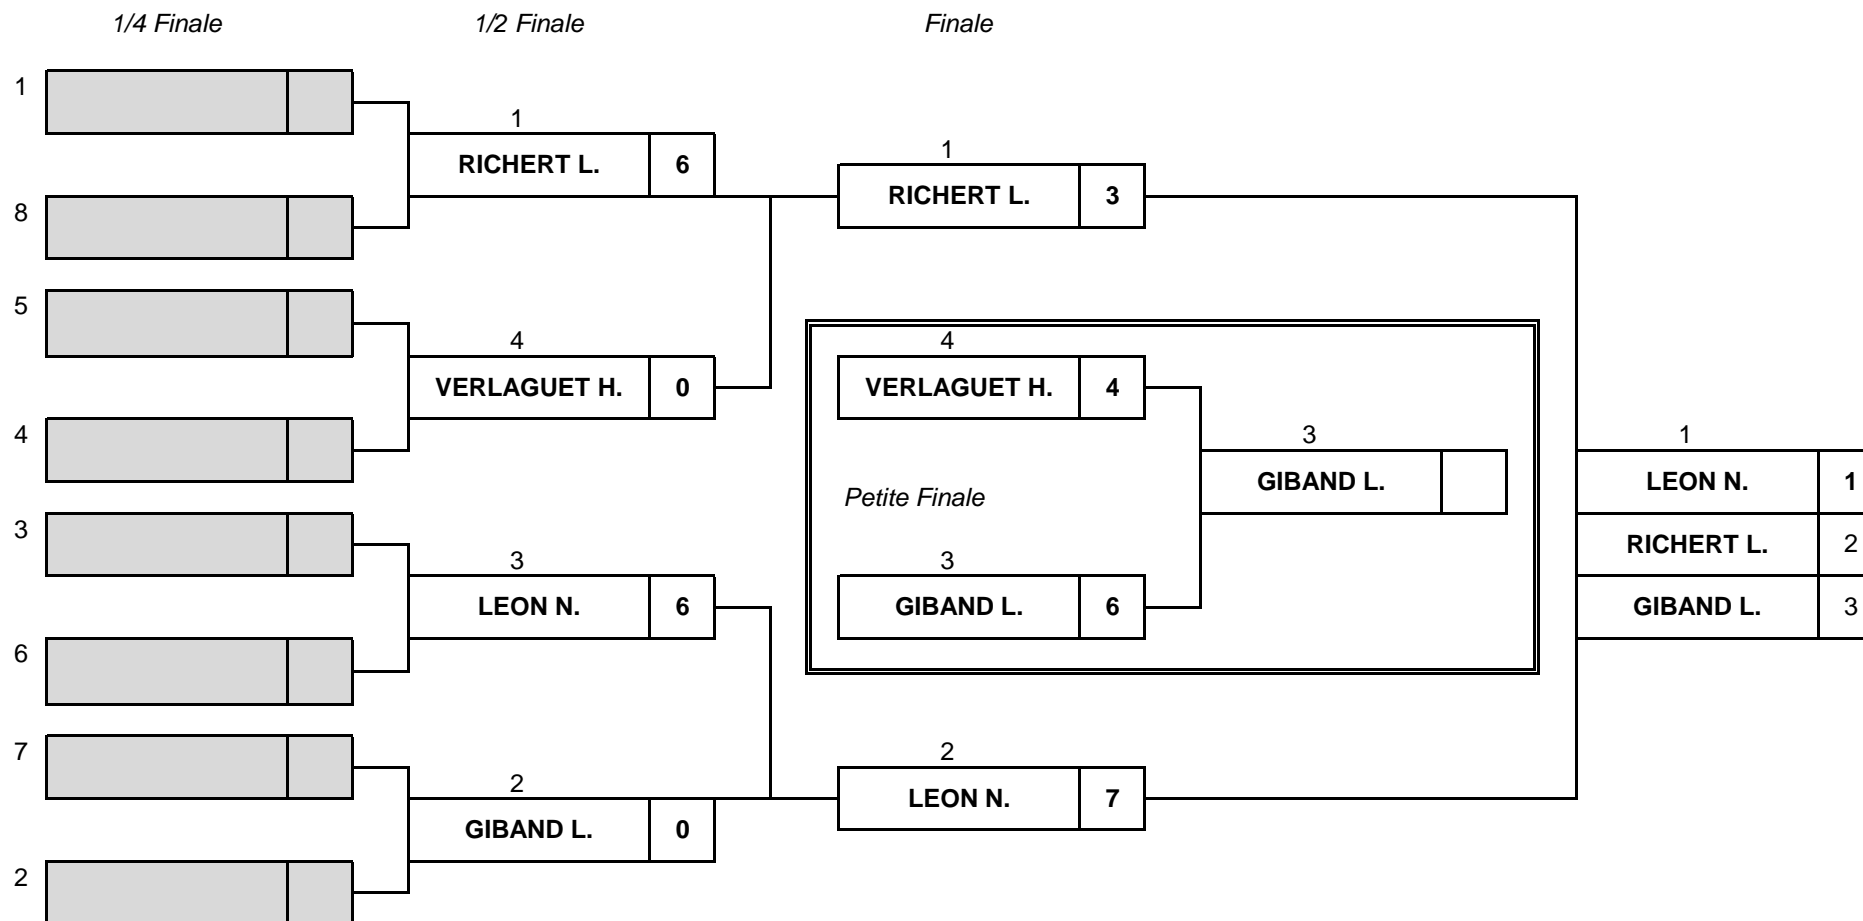 1/4 Finale 1/2 Finale Finale
1
1
RICHERT L. 6
1
RICHERT L. 3
8
5
4
VERLAGUET H. 0
4
VERLAGUET H. 4
4
3
GIBAND L.
1
LEON N. 1
Petite Finale
RICHERT L. 2
3
3
LEON N. 6
3
GIBAND L. 6
GIBAND L. 3
6
7
2
GIBAND L. 0
2
LEON N. 7
2